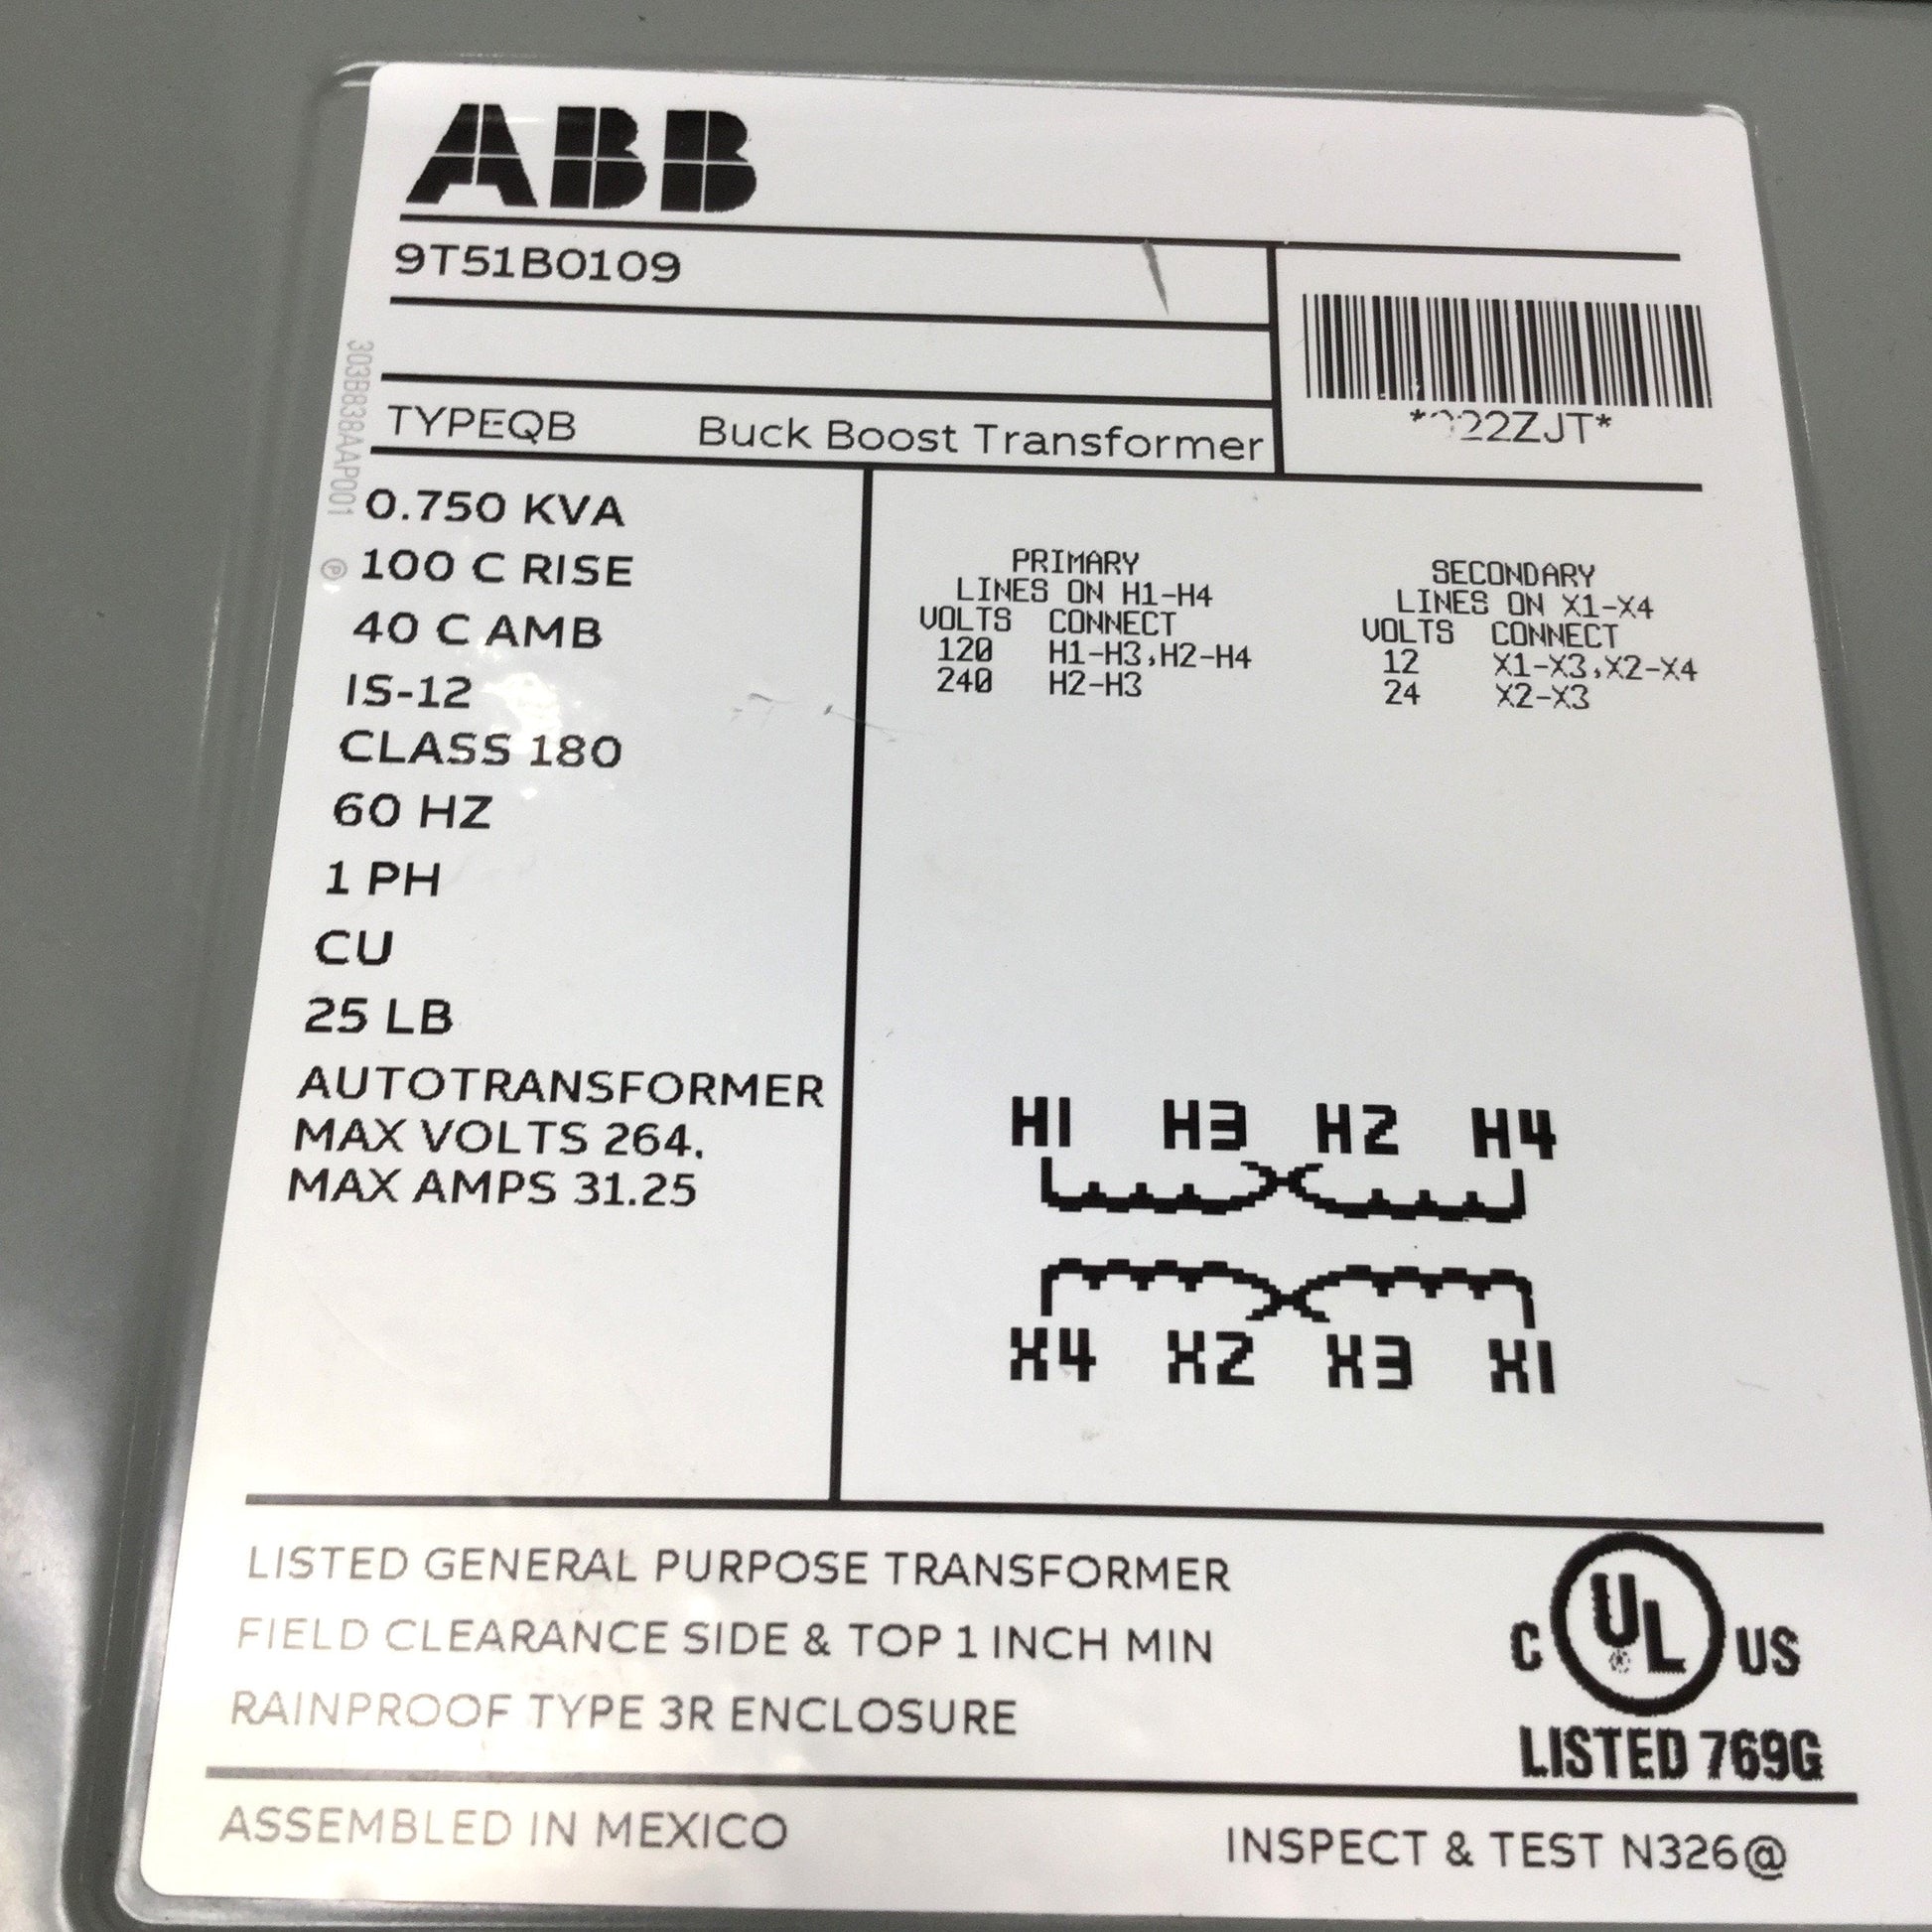 ABB
9T51B0109
303B838AAP001
TYPEQB Buck Boost Transformer
0.750 KVA
100 C RISE
40 C AMB
IS-12
CLASS 180
60 HZ
1 PH
CU
25 LB
AUTOTRANSFORMER
MAX VOLTS 264.
MAX AMPS 31.25
PRIMARY
LINES ON H1-H4
VOLTS CONNECT
120 H1-H3,H2-H4
240 H2-H3
SECONDARY
LINES ON X1-X4
VOLTS CONNECT
12 X1-X3,X2-X4
24 X2-X3
H1 H3 H2 H4
X4 X2 X3 X1
LISTED GENERAL PURPOSE TRANSFORMER
FIELD CLEARANCE SIDE & TOP 1 INCH MIN
RAINPROOF TYPE 3R ENCLOSURE
C UL US
LISTED 769G
ASSEMBLED IN MEXICO
INSPECT & TEST N326@